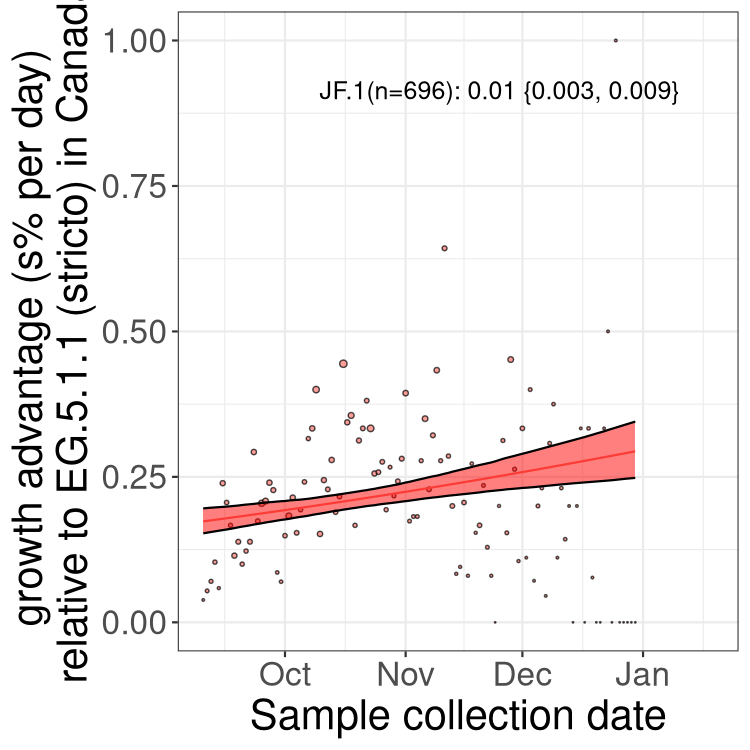 growth advantage (s% per day)
relative to EG.5.1.1 (stricto) in Canada
1.00
0.75
0.50
0.25
0.00
JF.1(n=696): 0.01 {0.003, 0.009}
Oct Nov Dec Jan
Sample collection date